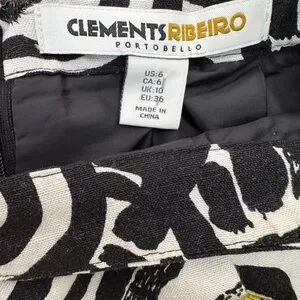 CLEMENTSRIBEIRO
PORTOBELLO
US:6
CA:6
UK:10
EU:36
MADE IN
CHINA